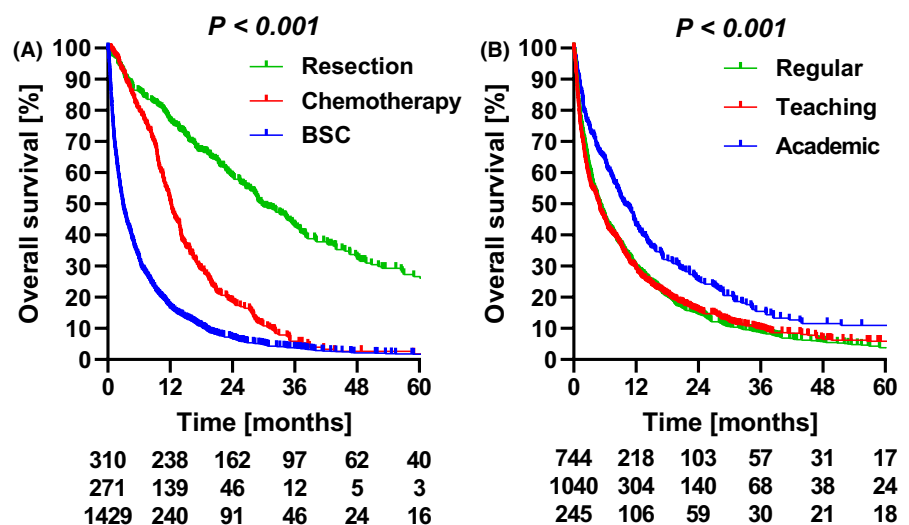 (A)
P < 0.001
Resection
Chemotherapy
BSC
Overall survival [%]
100
90
80
70
60
50
40
30
20
10
0
0 12 24 36 48 60
Time [months]
310 238 162 97 62 40
271 139 46 12 5 3
1429 240 91 46 24 16
(B)
P < 0.001
Regular
Teaching
Academic
Overall survival [%]
100
90
80
70
60
50
40
30
20
10
0
0 12 24 36 48 60
Time [months]
744 218 103 57 31 17
1040 304 140 68 38 24
245 106 59 30 21 18